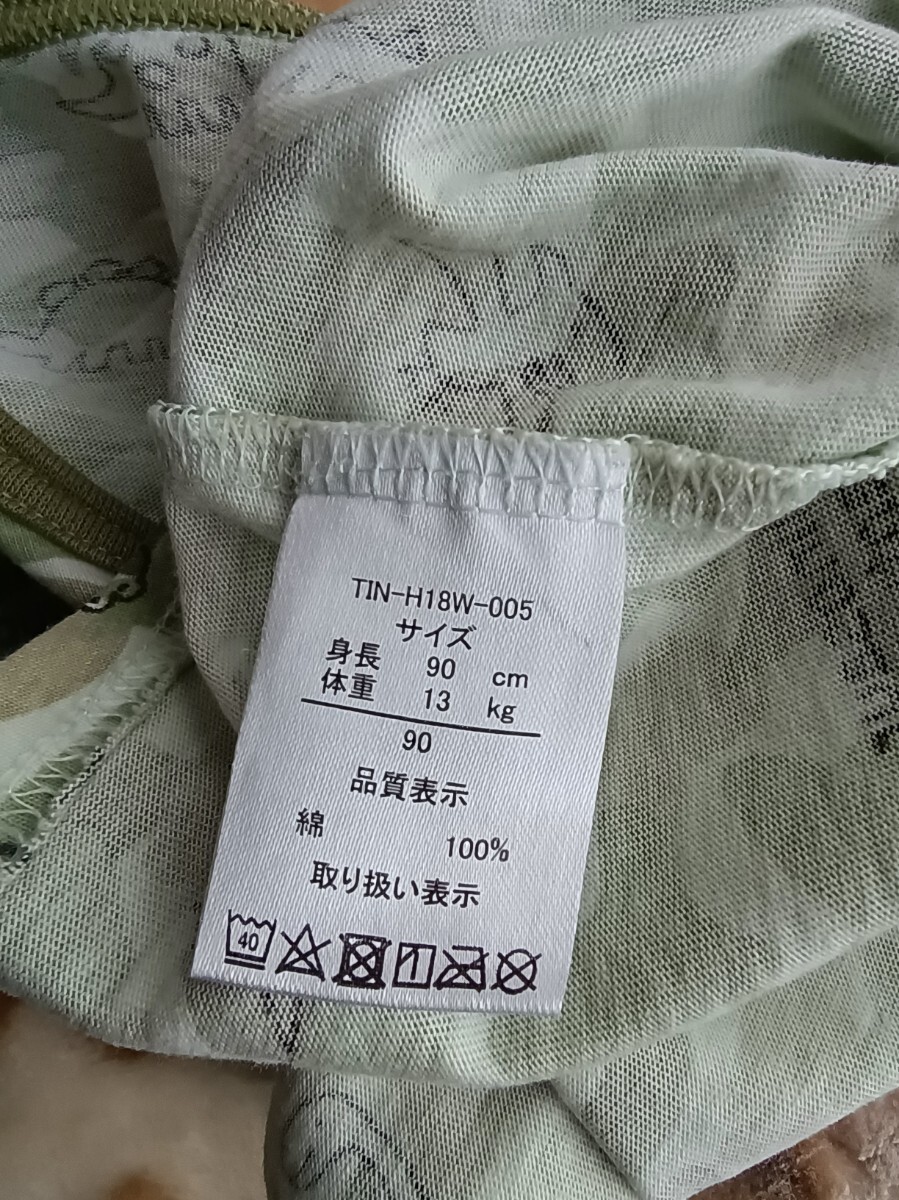 TIN-H18W-005
サイズ
身長 90 cm
体重 13 kg
90
品質表示
綿 100%
取り扱い表示
40